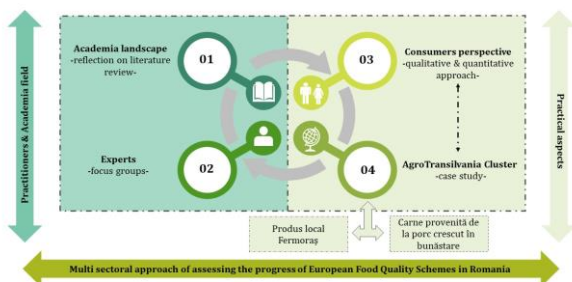 Practitioners & Academia field
Academia landscape
-reflection on literature
review-
01
Experts
-focus groups-
02
03
Consumers perspective
-qualitative & quantitative
approach-
04
AgroTransilvania Cluster
-case study-
Practical aspects
Produs local
Fermoraș
Carne provenită de
la porc crescut în
bunăstare
Multi sectoral approach of assessing the progress of European Food Quality Schemes in Romania